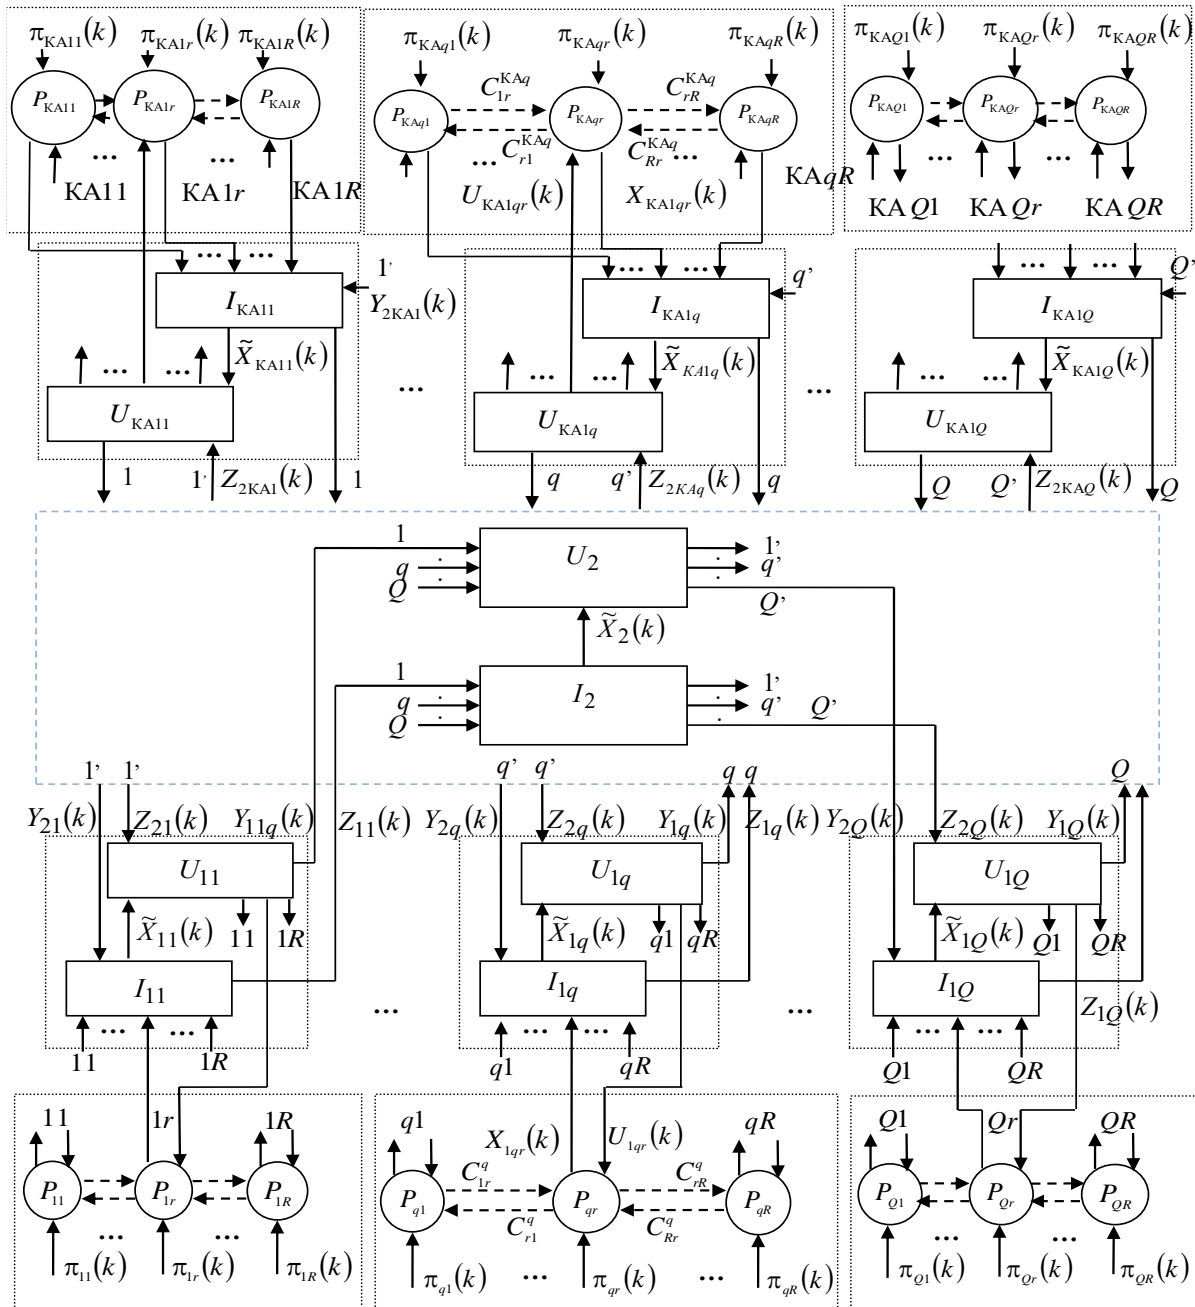 π_KA11(k) π_KA1r(k) π_KA1R(k) π_KAq1(k) π_KAqr(k) π_KAqR(k) π_KAQ1(k) π_KAQr(k) π_KAQR(k)
P_KA11 P_KA1r P_KA1R P_KAq1 C_1r^KAq P_KAqr C_rR^KAq P_KAqR P_KAQ1 P_KAQr P_KAQR
... ... ... C_r1^KAq C_Rr^KAq ... ... ...
KA11 KA1r KA1R U_KA1qr(k) X_KA1qr(k) KAqR KAQ1 KAQr KAQR
... ... ... ... ... ...
1' q' Q'
I_KA11 Y_2KA1(k) I_KA1q I_KA1Q
X̃_KA11(k) X̃_KA1q(k) X̃_KA1Q(k)
... ... ... ... ... ... ... ...
U_KA11 U_KA1q U_KA1Q
1 1' Z_2KA1(k) 1 q q' Z_2KAq(k) q Q Q' Z_2KAQ(k) Q
1 U_2 1'
q q'
Q Q'
X̃_2(k)
1 I_2 1'
q q'
Q Q'
1' 1' q' q' q q Q
Y_21(k) Z_21(k) Y_11q(k) Z_11(k) Y_2q(k) Z_2q(k) Y_1q(k) Z_1q(k) Y_2Q(k) Z_2Q(k) Y_1Q(k)
U_11 U_1q U_1Q
X̃_11(k) 11 1R X̃_1q(k) q1 qR X̃_1Q(k) Q1 QR
I_11 I_1q I_1Q Z_1Q(k)
... ... ... ... ... ... ... ...
11 1R q1 qR Q1 QR
11 1r 1R q1 X_1qr(k) U_1qr(k) qR Q1 Qr QR
P_11 P_1r P_1R P_q1 C_1r^q P_qr C_rR^q P_qR P_Q1 P_Qr P_QR
C_r1^q C_Rr^q
... ... ... ... ... ...
π_11(k) π_1r(k) π_1R(k) π_q1(k) π_qr(k) π_qR(k) π_Q1(k) π_Qr(k) π_QR(k)